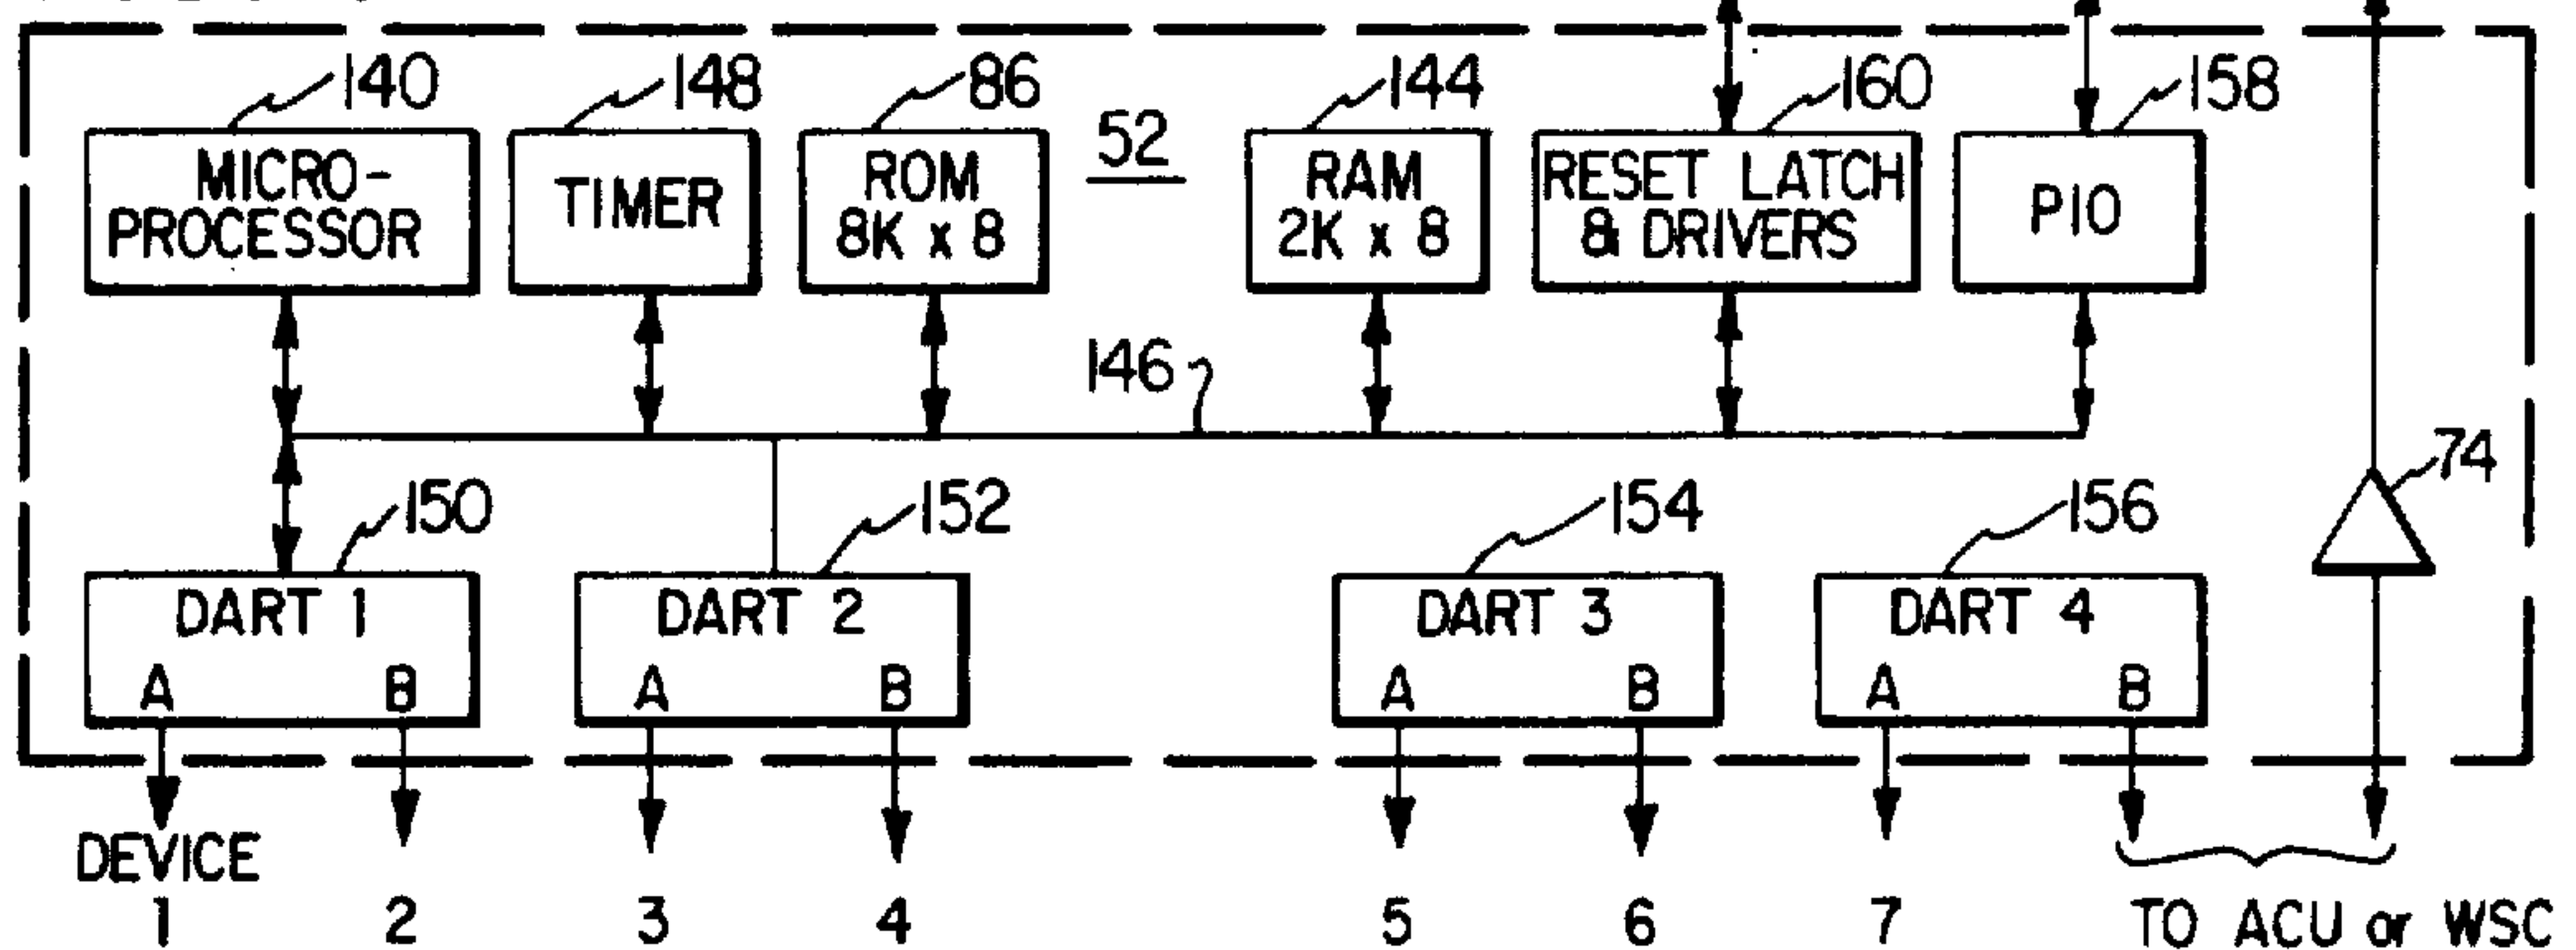 140 148 86 144 160 158
52
MICRO-
PROCESSOR
TIMER
ROM
8K x 8
RAM
2K x 8
RESET LATCH
& DRIVERS
PIO
146
74
150 152 154 156
DART 1
A B
DART 2
A B
DART 3
A B
DART 4
A B
DEVICE
1 2 3 4 5 6 7 TO ACU or WSC